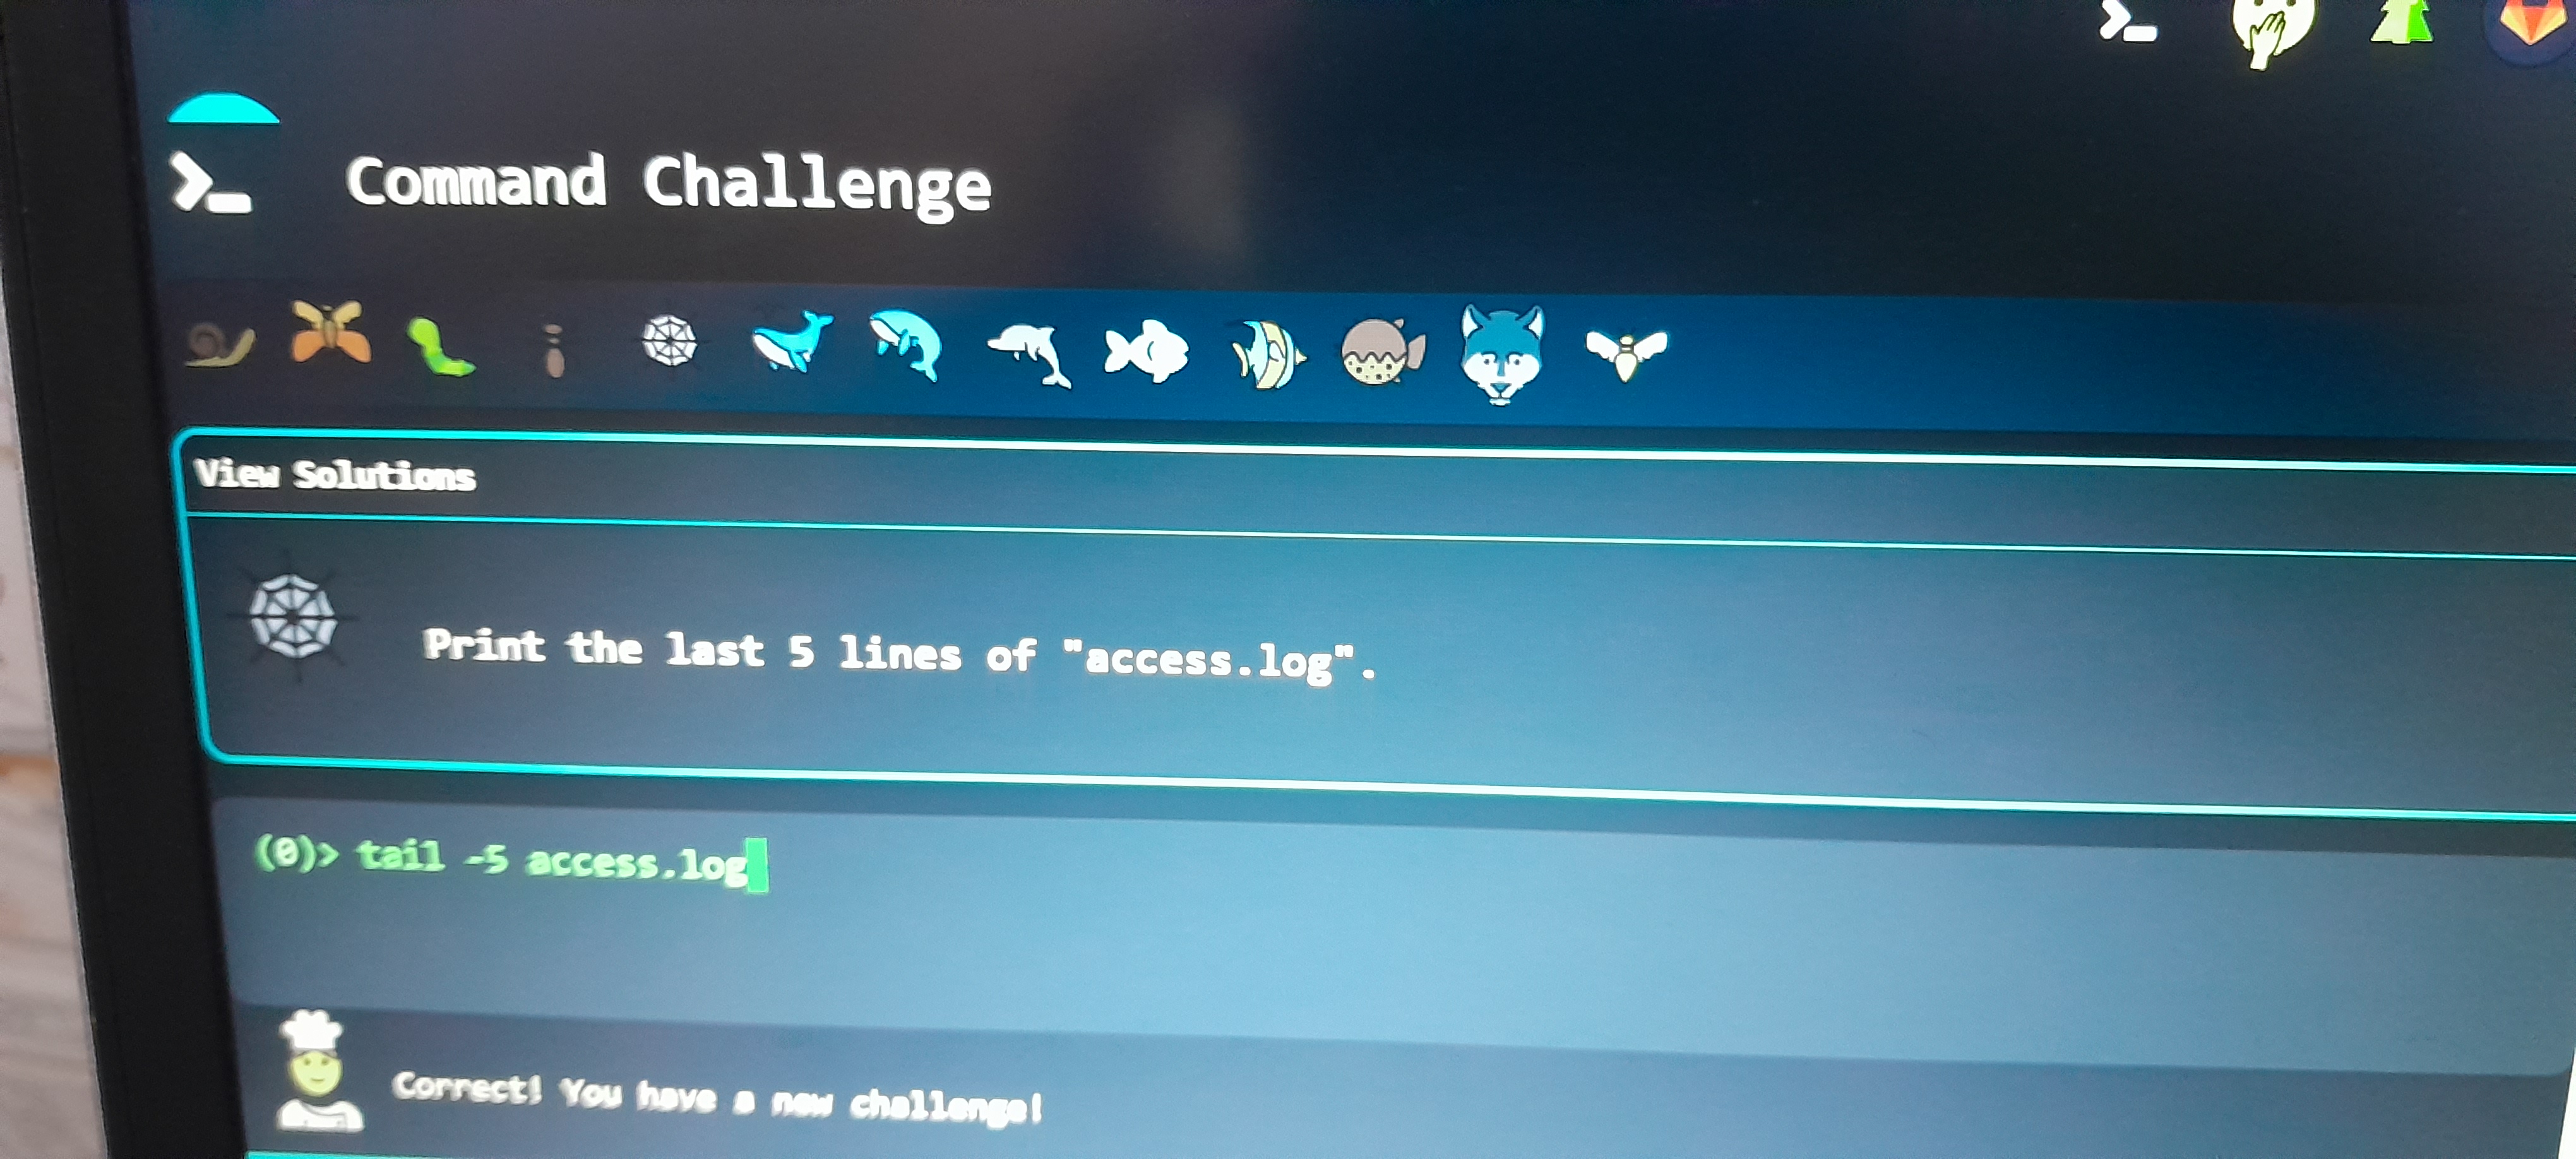 Command Challenge
View Solutions
Print the last 5 lines of "access.log".
(0)> tail -5 access.log
Correct! You have a new challenge!